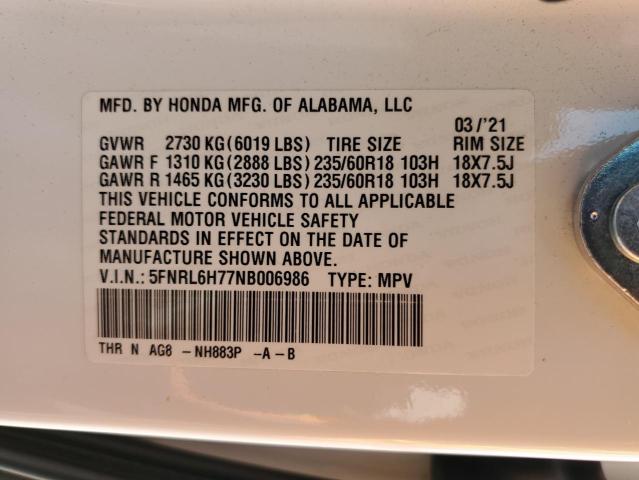 MFD. BY HONDA MFG. OF ALABAMA, LLC
03/'21
GVWR 2730 KG(6019 LBS) TIRE SIZE RIM SIZE
GAWR F 1310 KG(2888 LBS) 235/60R18 103H 18X7.5J
GAWR R 1465 KG(3230 LBS) 235/60R18 103H 18X7.5J
THIS VEHICLE CONFORMS TO ALL APPLICABLE
FEDERAL MOTOR VEHICLE SAFETY
STANDARDS IN EFFECT ON THE DATE OF
MANUFACTURE SHOWN ABOVE.
V.I.N.: 5FNRL6H77NB006986 TYPE: MPV
THR N AG8 - NH883P -A-B